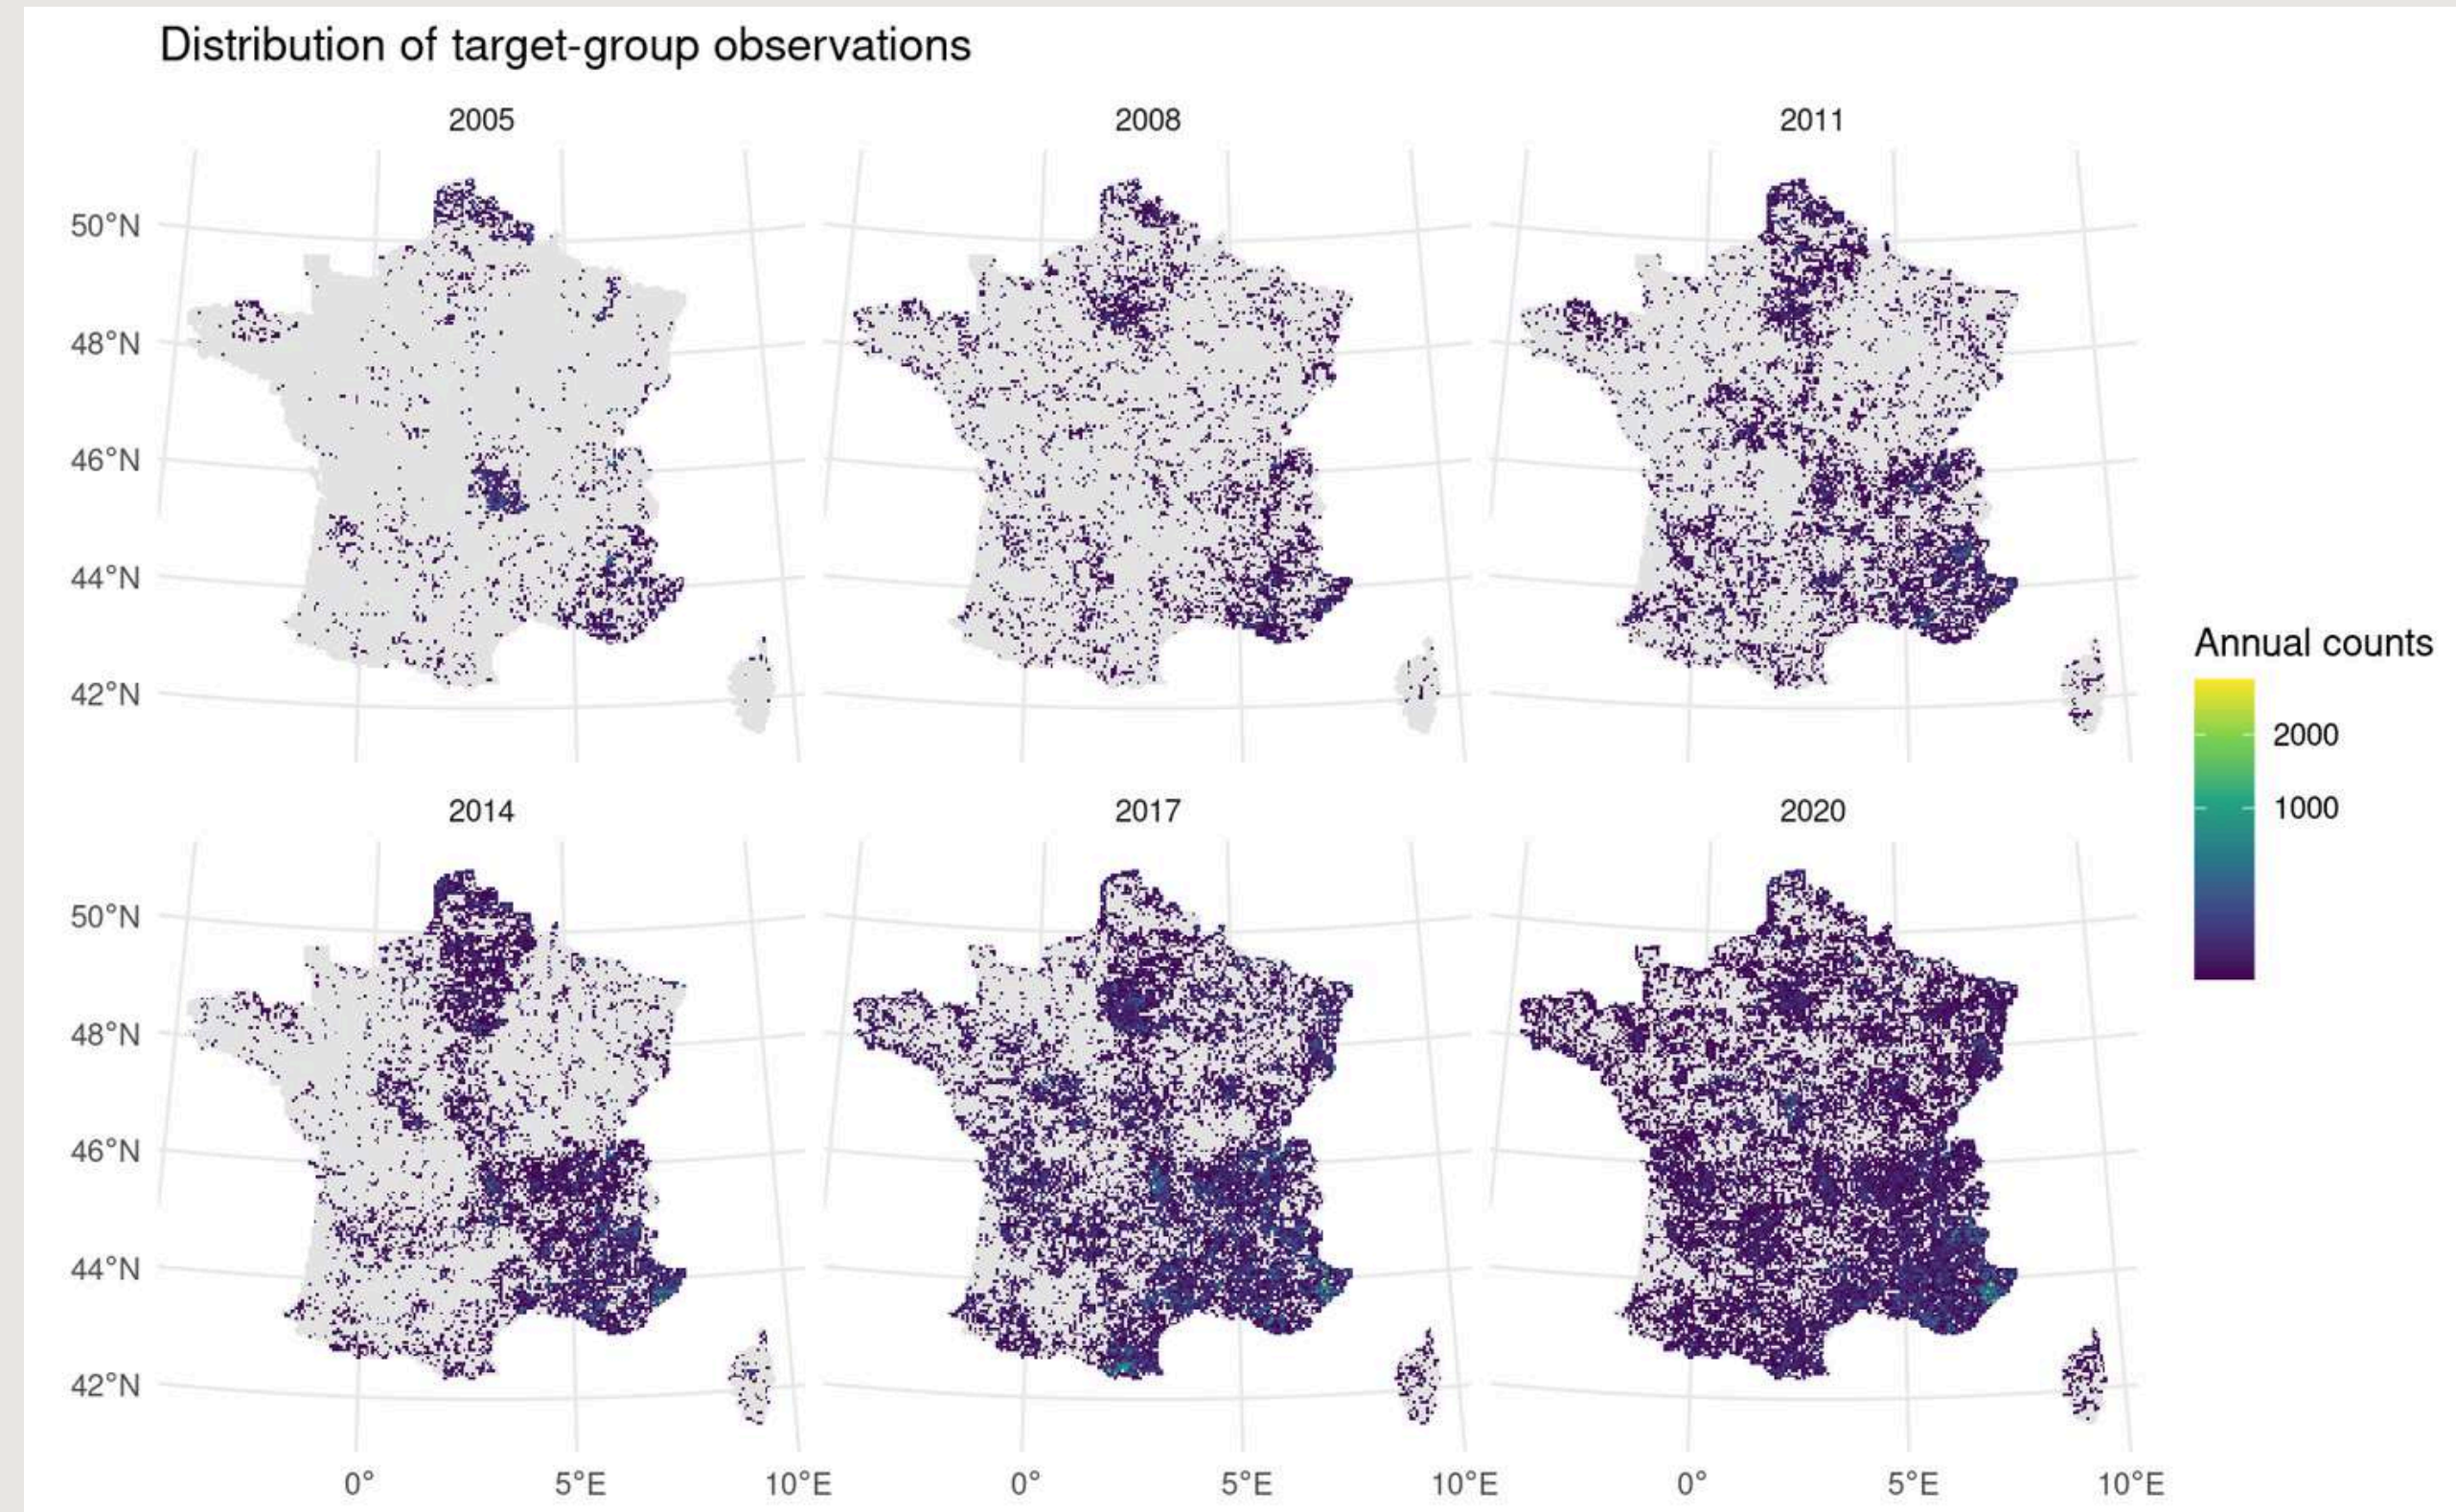 Distribution of target-group observations
2005 2008 2011
50°N
48°N
46°N
44°N
42°N
Annual counts
2000
1000
2014 2017 2020
50°N
48°N
46°N
44°N
42°N
0° 5°E 10°E 0° 5°E 10°E 0° 5°E 10°E